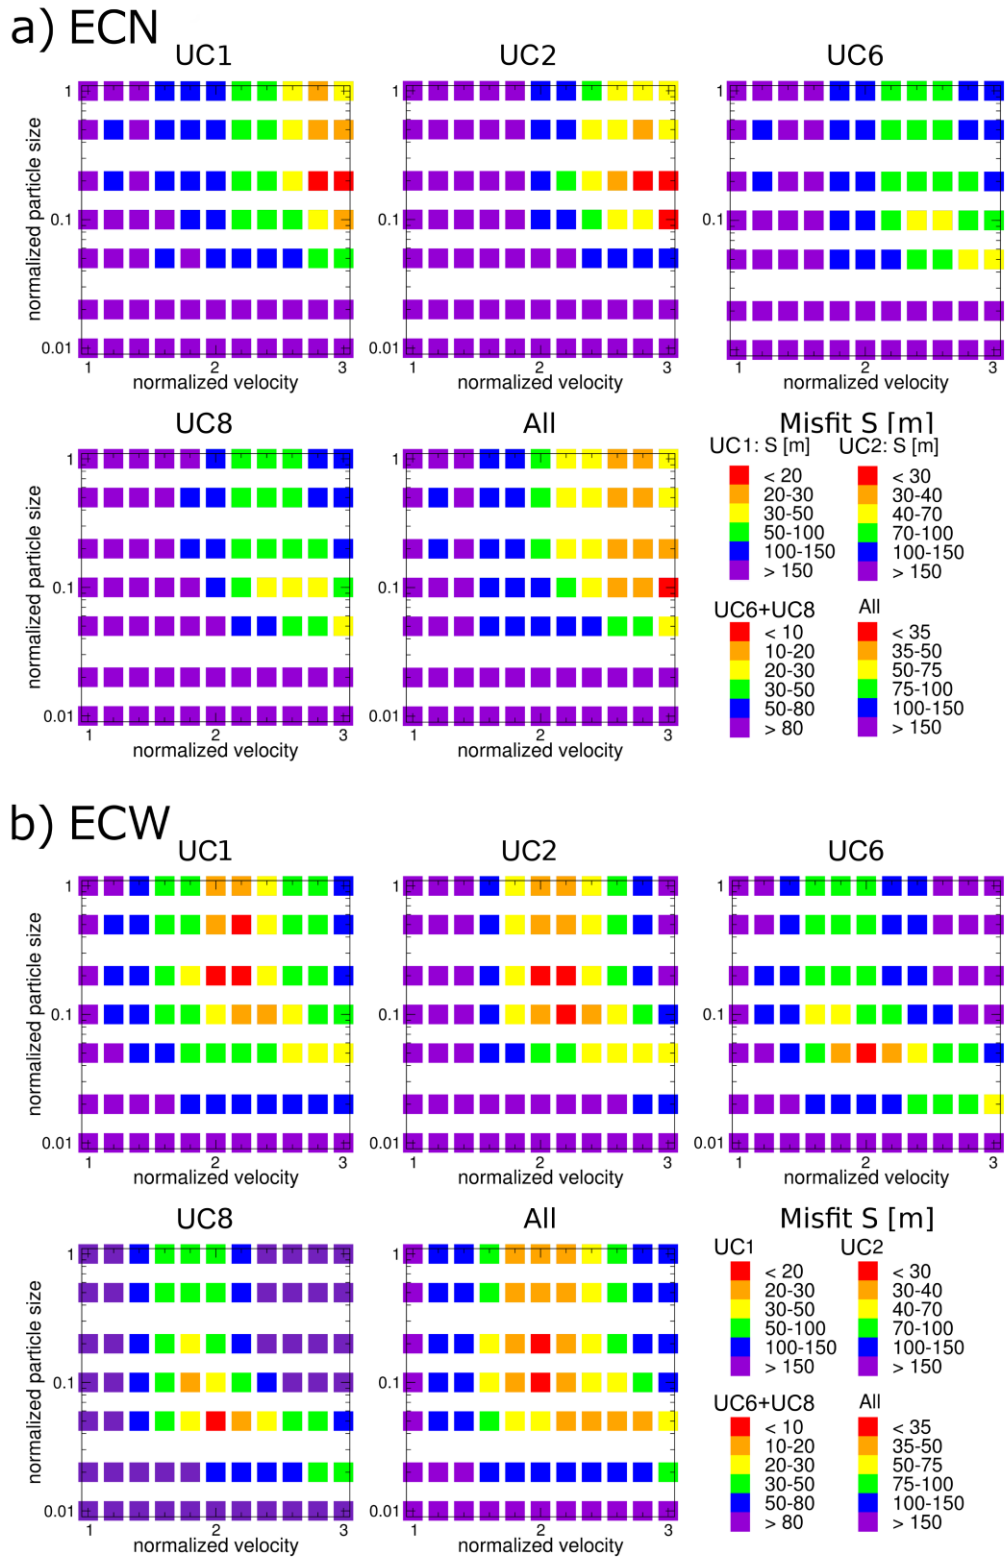 a) ECN
UC1 UC2 UC6
normalized particle size
1 1 1
0.1 0.1 0.1
0.01 0.01 0.01
1 2 3 1 2 3 1 2 3
normalized velocity normalized velocity normalized velocity
UC8 All Misfit S [m]
normalized particle size
1 1
0.1 0.1
0.01 0.01
1 2 3 1 2 3
normalized velocity normalized velocity
UC1: S [m] UC2: S [m]
< 20 < 30
20-30 30-40
30-50 40-70
50-100 70-100
100-150 100-150
> 150 > 150
UC6+UC8 All
< 10 < 35
10-20 35-50
20-30 50-75
30-50 75-100
50-80 100-150
> 80 > 150
b) ECW
UC1 UC2 UC6
normalized particle size
1 1 1
0.1 0.1 0.1
0.01 0.01 0.01
1 2 3 1 2 3 1 2 3
normalized velocity normalized velocity normalized velocity
UC8 All Misfit S [m]
normalized particle size
1 1
0.1 0.1
0.01 0.01
1 2 3 1 2 3
normalized velocity normalized velocity
UC1 UC2
< 20 < 30
20-30 30-40
30-50 40-70
50-100 70-100
100-150 100-150
> 150 > 150
UC6+UC8 All
< 10 < 35
10-20 35-50
20-30 50-75
30-50 75-100
50-80 100-150
> 80 > 150